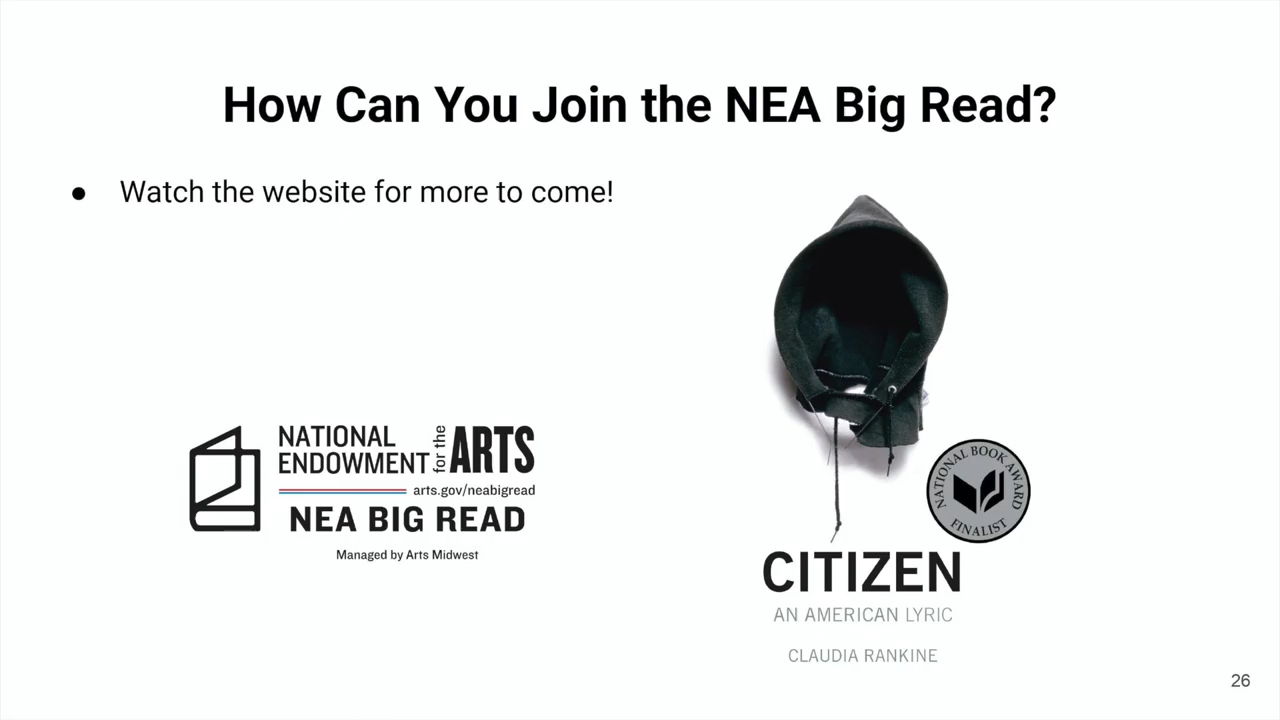 How Can You Join the NEA Big Read?
● Watch the website for more to come!
NATIONAL
ENDOWMENT for the ARTS
arts.gov/neabigread
NEA BIG READ
Managed by Arts Midwest
NATIONAL BOOK AWARD
FINALIST
CITIZEN
AN AMERICAN LYRIC
CLAUDIA RANKINE
26